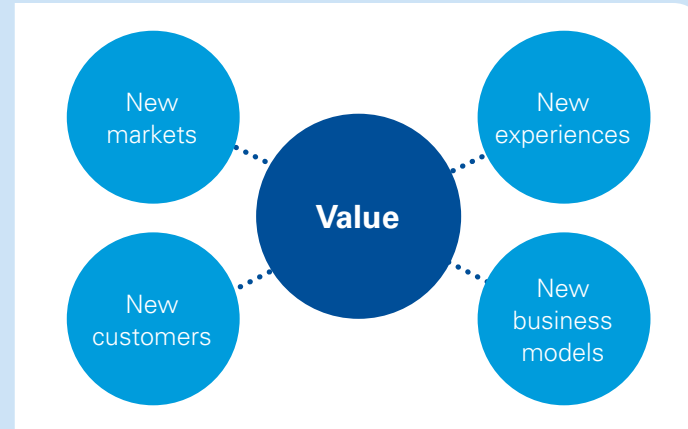 New
markets
New
experiences
Value
New
customers
New
business
models